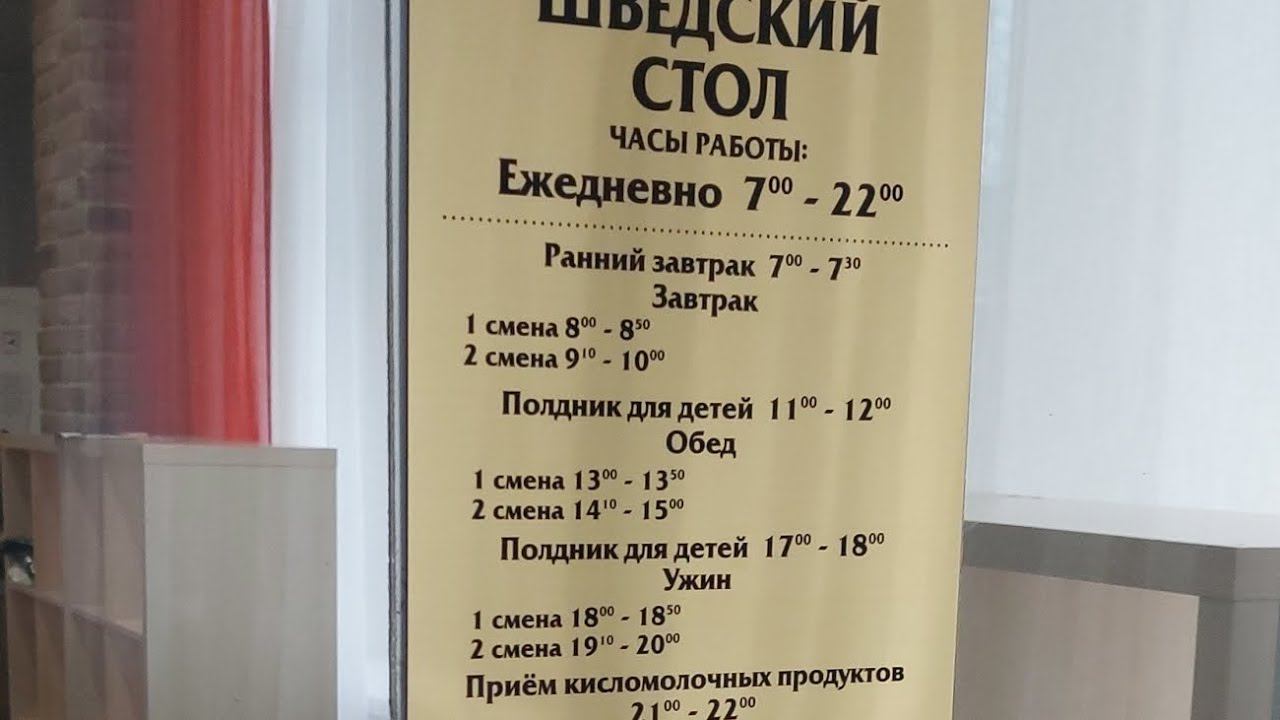 ШВЕДСКИЙ
СТОЛ
ЧАСЫ РАБОТЫ:
Ежедневно 7⁰⁰ - 22⁰⁰
Ранний завтрак 7⁰⁰ - 7³⁰
Завтрак
1 смена 8⁰⁰ - 8⁵⁰
2 смена 9¹⁰ - 10⁰⁰
Полдник для детей 11⁰⁰ - 12⁰⁰
Обед
1 смена 13⁰⁰ - 13⁵⁰
2 смена 14¹⁰ - 15⁰⁰
Полдник для детей 17⁰⁰ - 18⁰⁰
Ужин
1 смена 18⁰⁰ - 18⁵⁰
2 смена 19¹⁰ - 20⁰⁰
Приём кисломолочных продуктов
21⁰⁰ - 22⁰⁰